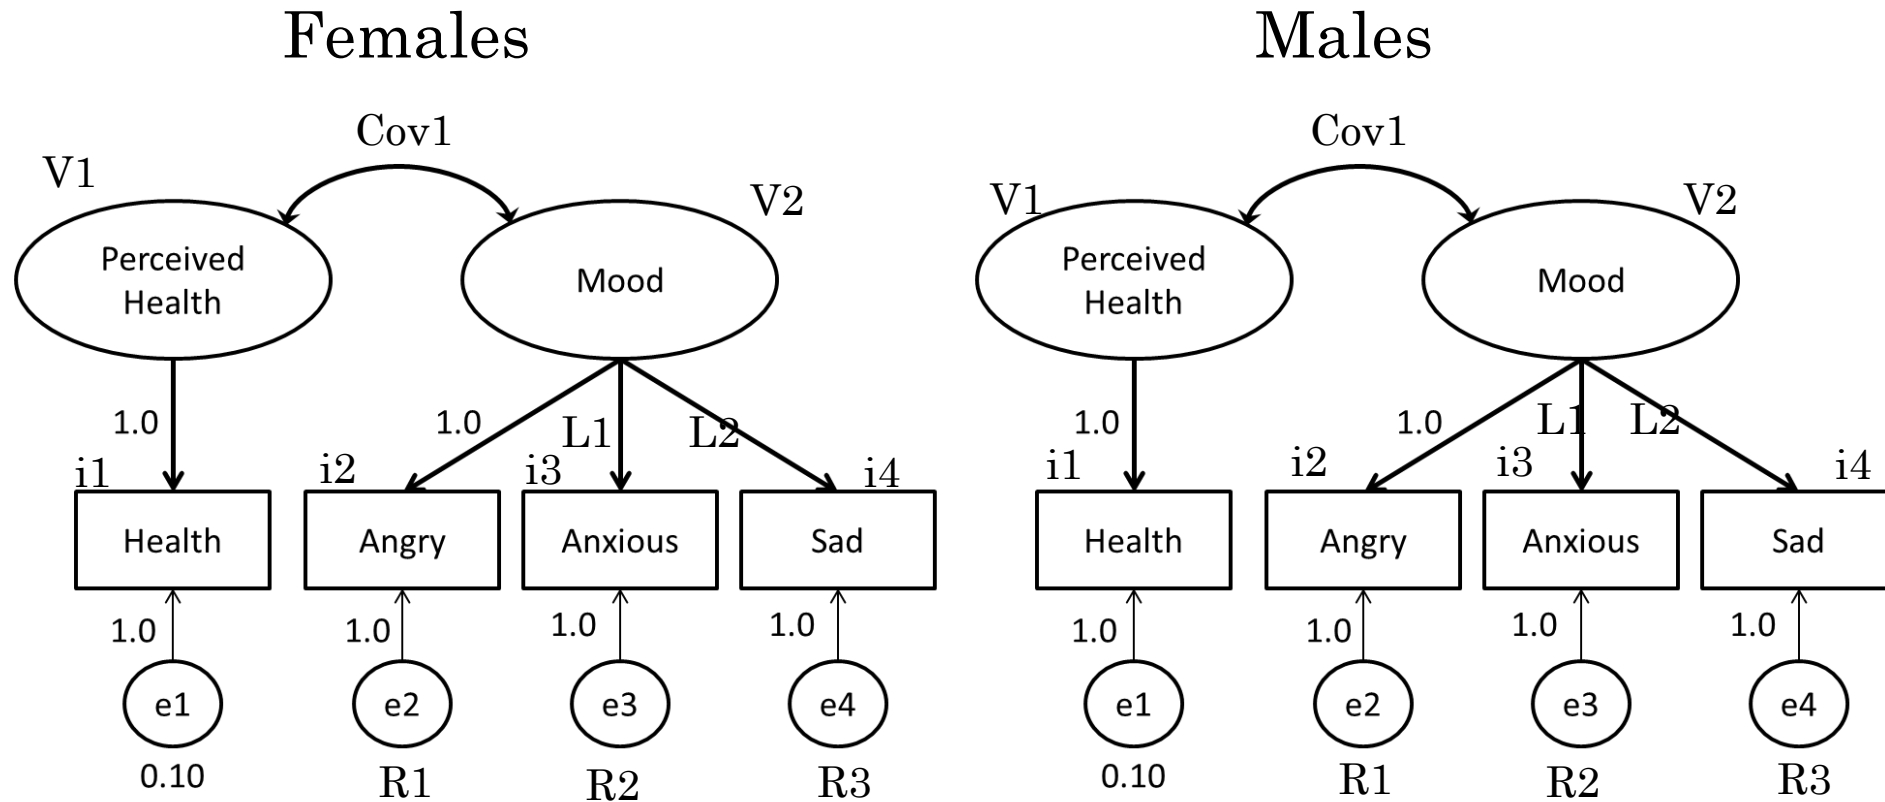 Females
Males
Cov1
Cov1
V1
V2
V1
V2
Perceived
Health
Mood
Perceived
Health
Mood
1.0
1.0
L1
L2
1.0
1.0
L1
L2
i1
i2
i3
i4
i1
i2
i3
i4
Health
Angry
Anxious
Sad
Health
Angry
Anxious
Sad
1.0
1.0
1.0
1.0
1.0
1.0
1.0
1.0
e1
e2
e3
e4
e1
e2
e3
e4
0.10
R1
R2
R3
0.10
R1
R2
R3